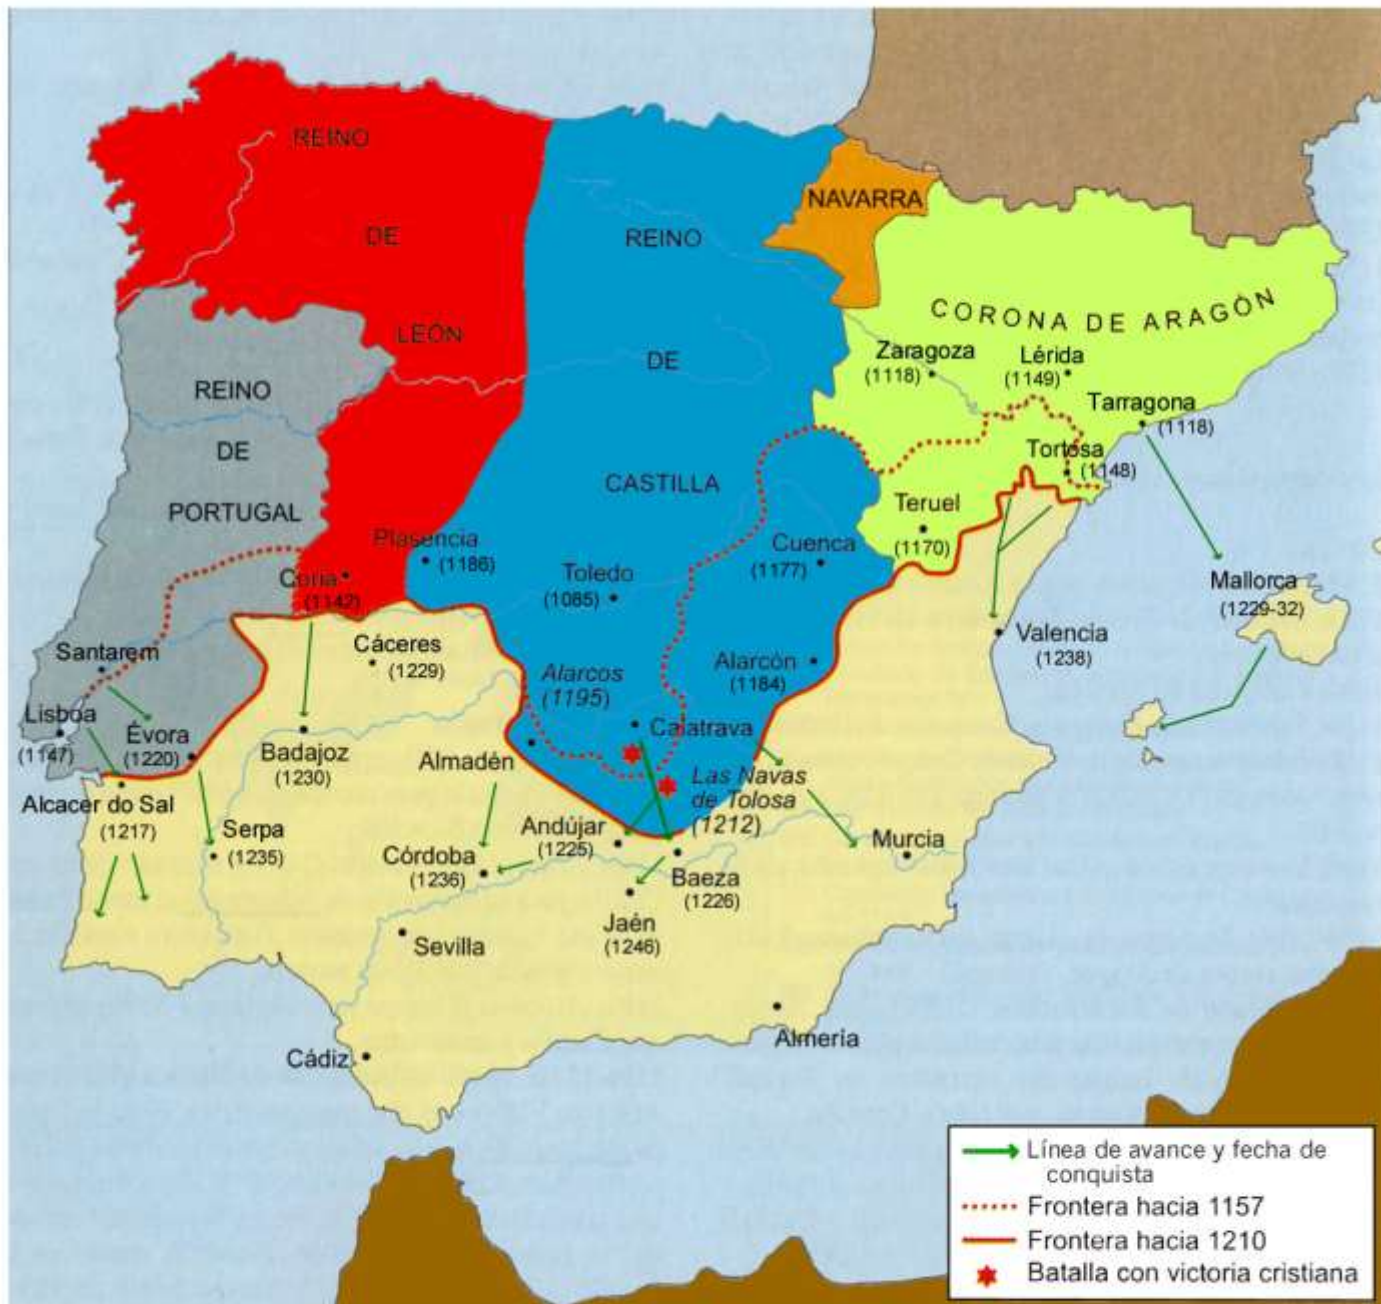 REINO
DE
LEÓN
REINO
DE
CASTILLA
NAVARRA
CORONA DE ARAGÓN
REINO
DE
PORTUGAL
Zaragoza
(1118)
Lérida
(1149)
Tarragona
(1118)
Tortosa
(1148)
Teruel
(1170)
Plasencia
(1186)
Coria
(1142)
Toledo
(1085)
Cuenca
(1177)
Mallorca
(1229-32)
Valencia
(1238)
Santarem
Cáceres
(1229)
Alarcos
(1195)
Alarcón
(1184)
Lisboa
(1147)
Évora
(1220)
Badajoz
(1230)
Almadén
Calatrava
Las Navas
de Tolosa
(1212)
Alcacer do Sal
(1217)
Serpa
(1235)
Córdoba
(1236)
Andújar
(1225)
Baeza
(1226)
Murcia
Jaén
(1246)
Sevilla
Almería
Cádiz
Línea de avance y fecha de
conquista
Frontera hacia 1157
Frontera hacia 1210
Batalla con victoria cristiana